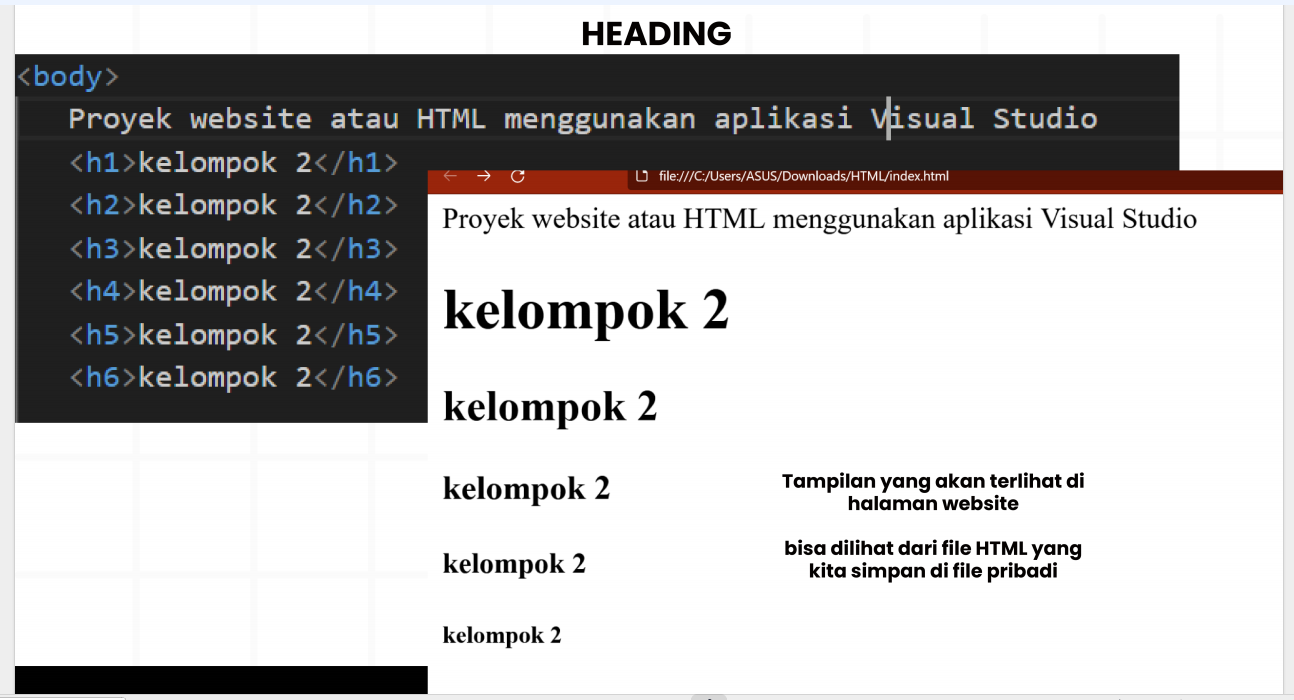 HEADING
<body>
Proyek website atau HTML menggunakan aplikasi Visual Studio
<h1>kelompok 2</h1>
<h2>kelompok 2</h2>
<h3>kelompok 2</h3>
<h4>kelompok 2</h4>
<h5>kelompok 2</h5>
<h6>kelompok 2</h6>
file:///C:/Users/ASUS/Downloads/HTML/index.html
Proyek website atau HTML menggunakan aplikasi Visual Studio
kelompok 2
kelompok 2
kelompok 2
kelompok 2
kelompok 2
Tampilan yang akan terlihat di
halaman website
bisa dilihat dari file HTML yang
kita simpan di file pribadi